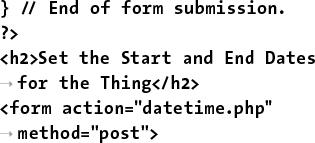 } // End of form submission.
?>
<h2>Set the Start and End Dates
→ for the Thing</h2>
<form action="datetime.php"
→ method="post">